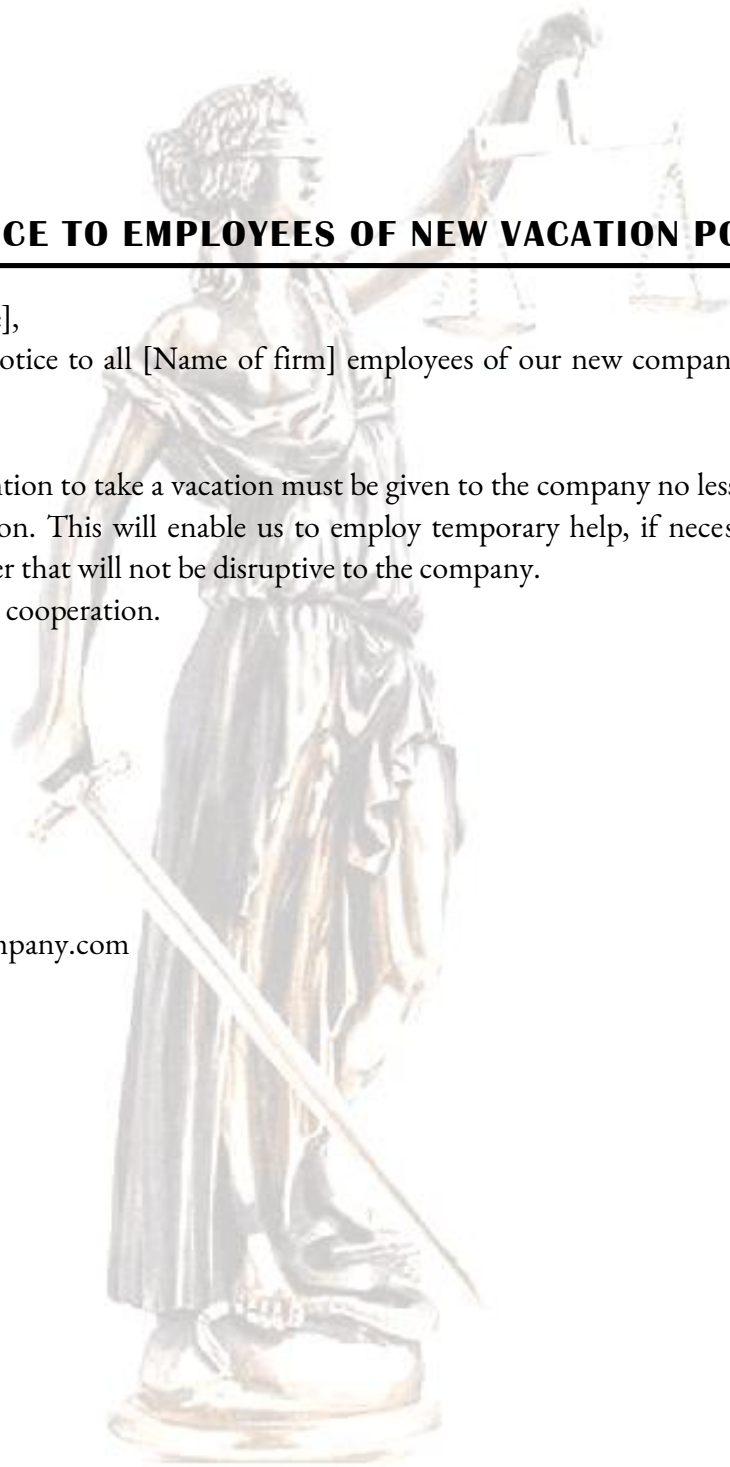 CE TO EMPLOYEES OF NEW VACATION PO
],
otice to all [Name of firm] employees of our new compan
tion to take a vacation must be given to the company no less
on. This will enable us to employ temporary help, if neces
er that will not be disruptive to the company.
cooperation.
mpany.com